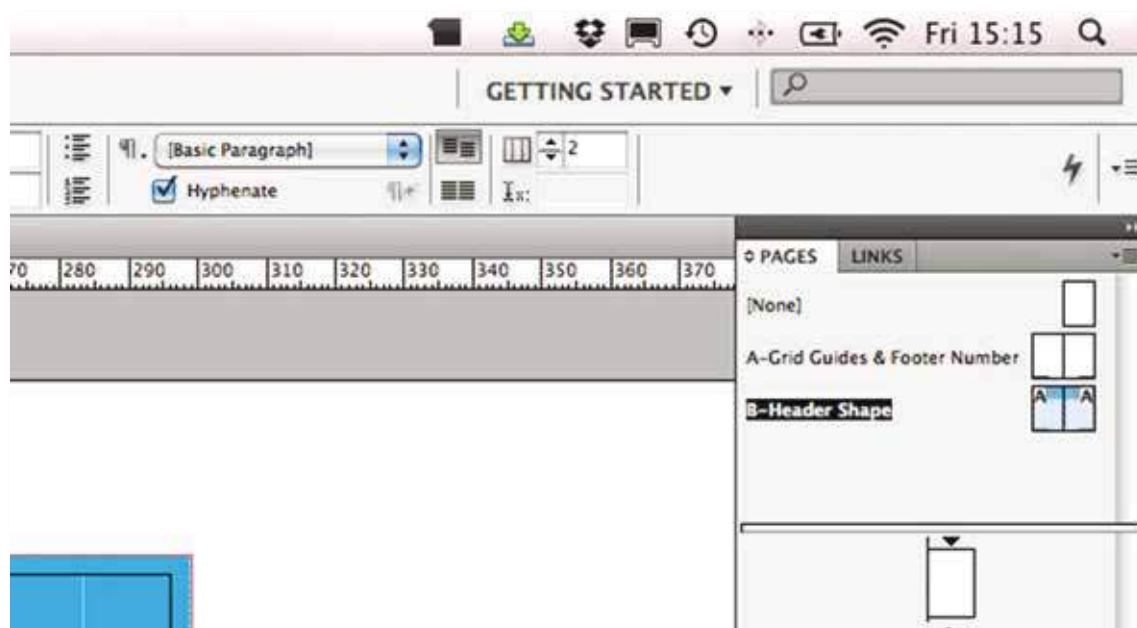 Fri 15:15
GETTING STARTED
[Basic Paragraph]
2
Hyphenate
280 290 300 310 320 330 340 350 360 370
PAGES LINKS
[None]
A-Grid Guides & Footer Number
B-Header Shape
A A